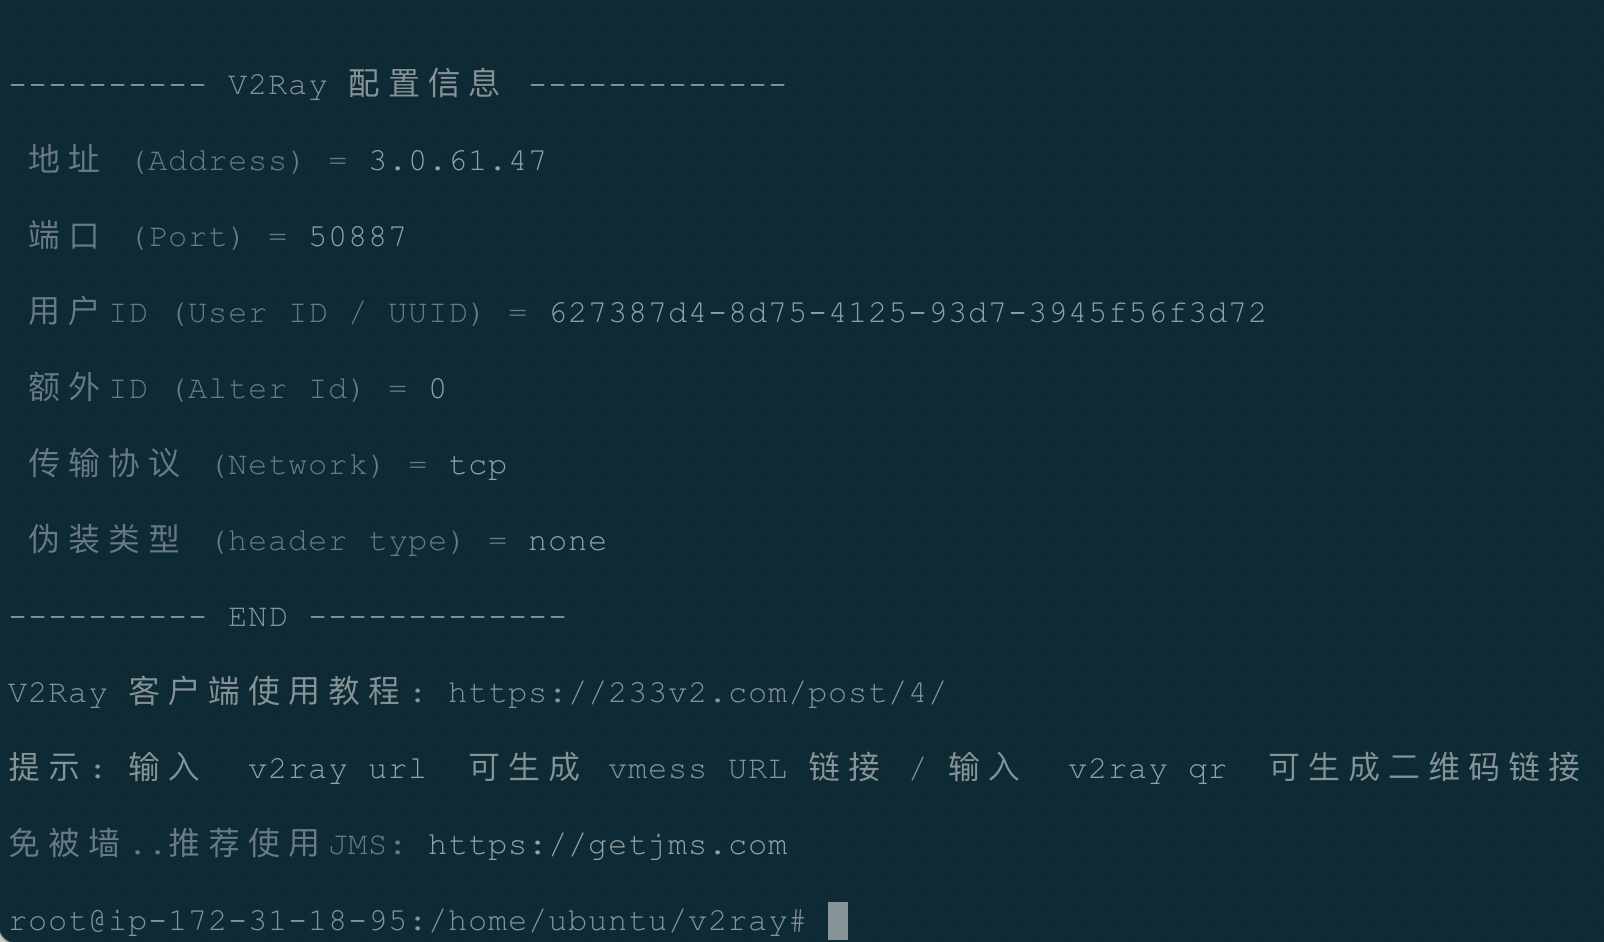 ---------- V2Ray 配置信息 -------------
地址 (Address) = 3.0.61.47
端口 (Port) = 50887
用户ID (User ID / UUID) = 627387d4-8d75-4125-93d7-3945f56f3d72
额外ID (Alter Id) = 0
传输协议 (Network) = tcp
伪装类型 (header type) = none
---------- END -------------
V2Ray 客户端使用教程: https://233v2.com/post/4/
提示: 输入  v2ray url  可生成 vmess URL 链接 / 输入  v2ray qr  可生成二维码链接
免被墙..推荐使用JMS: https://getjms.com
root@ip-172-31-18-95:/home/ubuntu/v2ray#